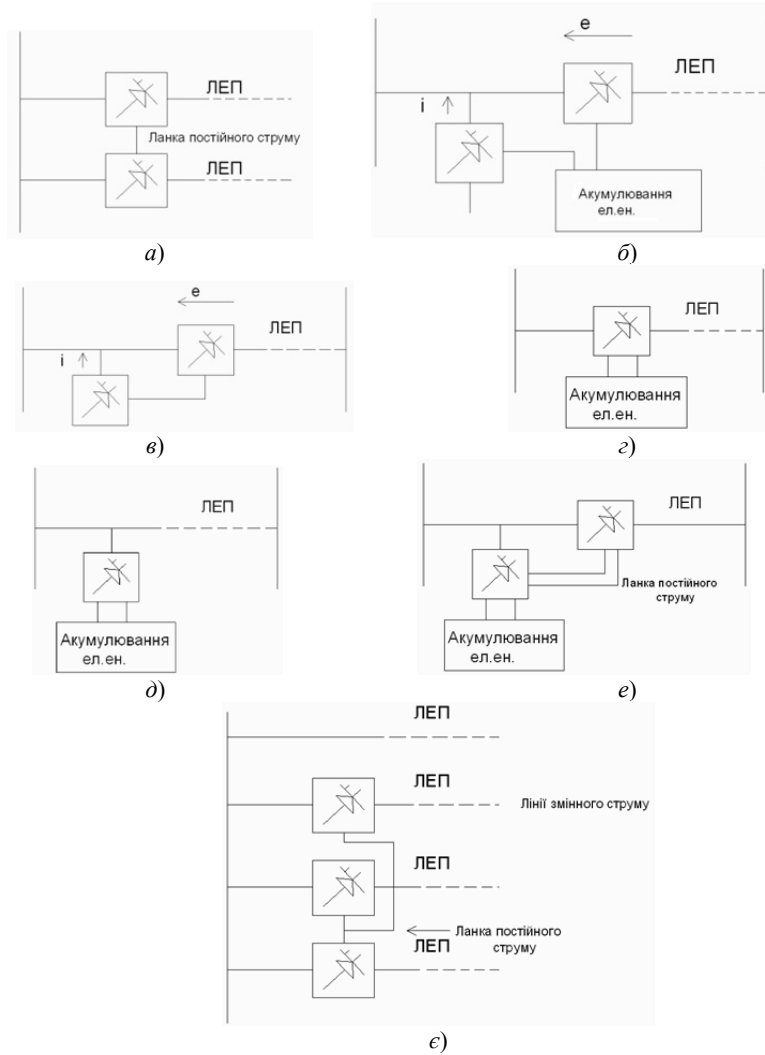 ЛЕП
Ланка постійного струму
ЛЕП
а)
e
ЛЕП
i
Акумулювання
ел.ен.
б)
e
ЛЕП
i
в)
ЛЕП
Акумулювання
ел.ен.
г)
ЛЕП
Акумулювання
ел.ен.
д)
ЛЕП
Ланка постійного
струму
Акумулювання
ел.ен.
е)
ЛЕП
ЛЕП
Лінії змінного струму
ЛЕП
Ланка постійного
струму
ЛЕП
є)